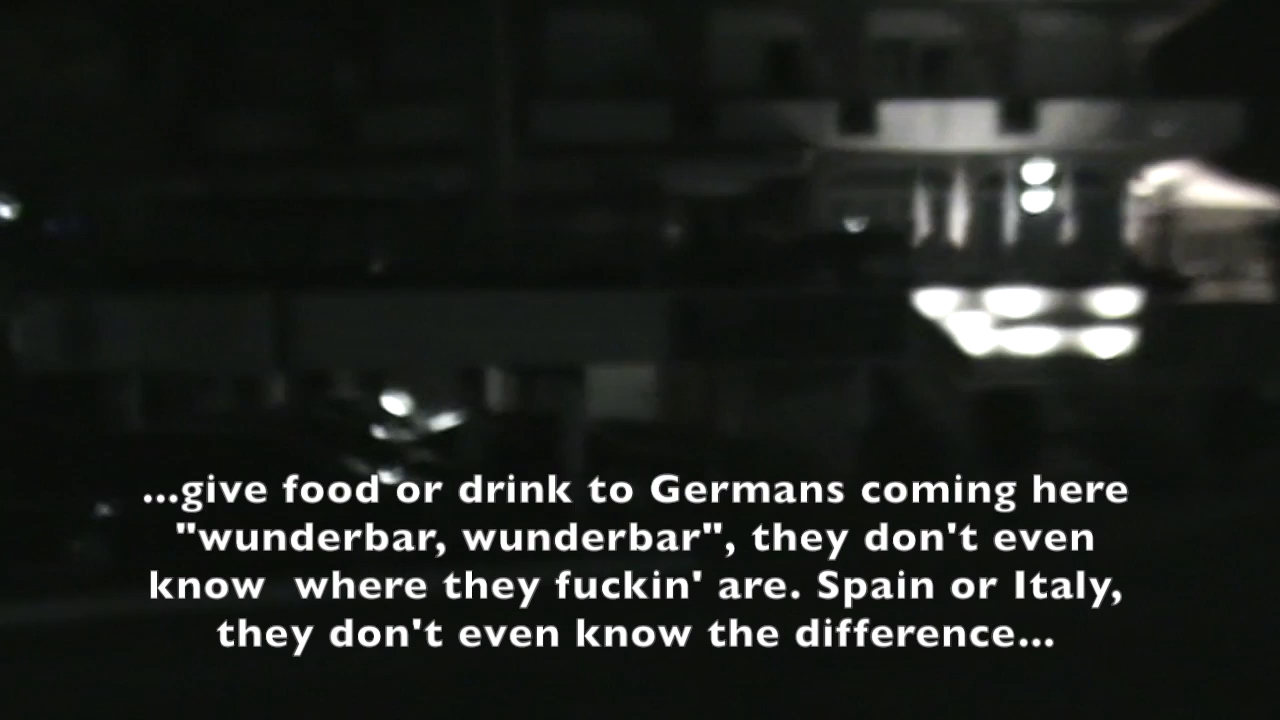 ...give food or drink to Germans coming here
"wunderbar, wunderbar", they don't even
know  where they fuckin' are. Spain or Italy,
they don't even know the difference...